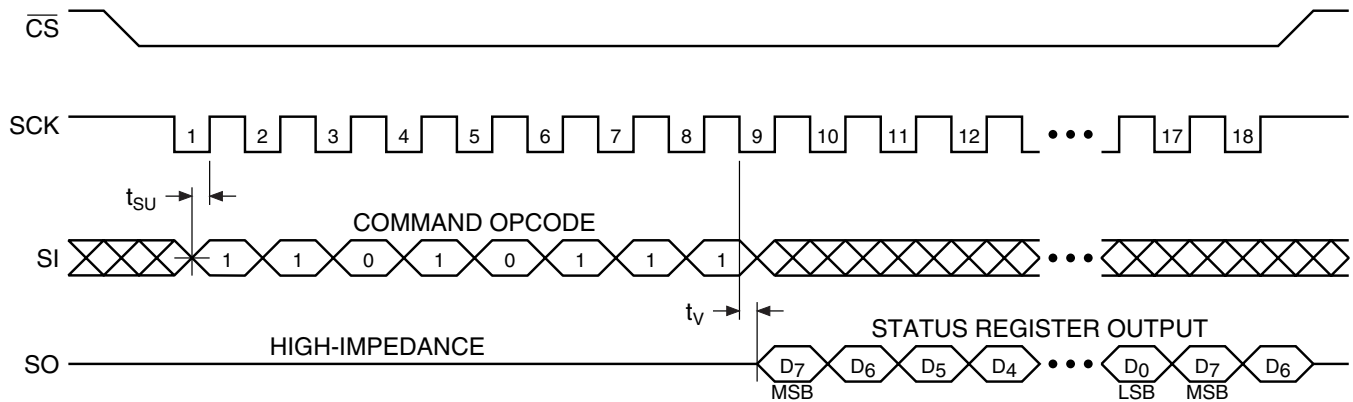 CS
SCK 1 2 3 4 5 6 7 8 9 10 11 12 ••• 17 18
tSU
COMMAND OPCODE
SI 1 1 0 1 0 1 1 1 •••
tV
HIGH-IMPEDANCE
STATUS REGISTER OUTPUT
SO D7 D6 D5 D4 ••• D0 D7 D6
MSB LSB MSB